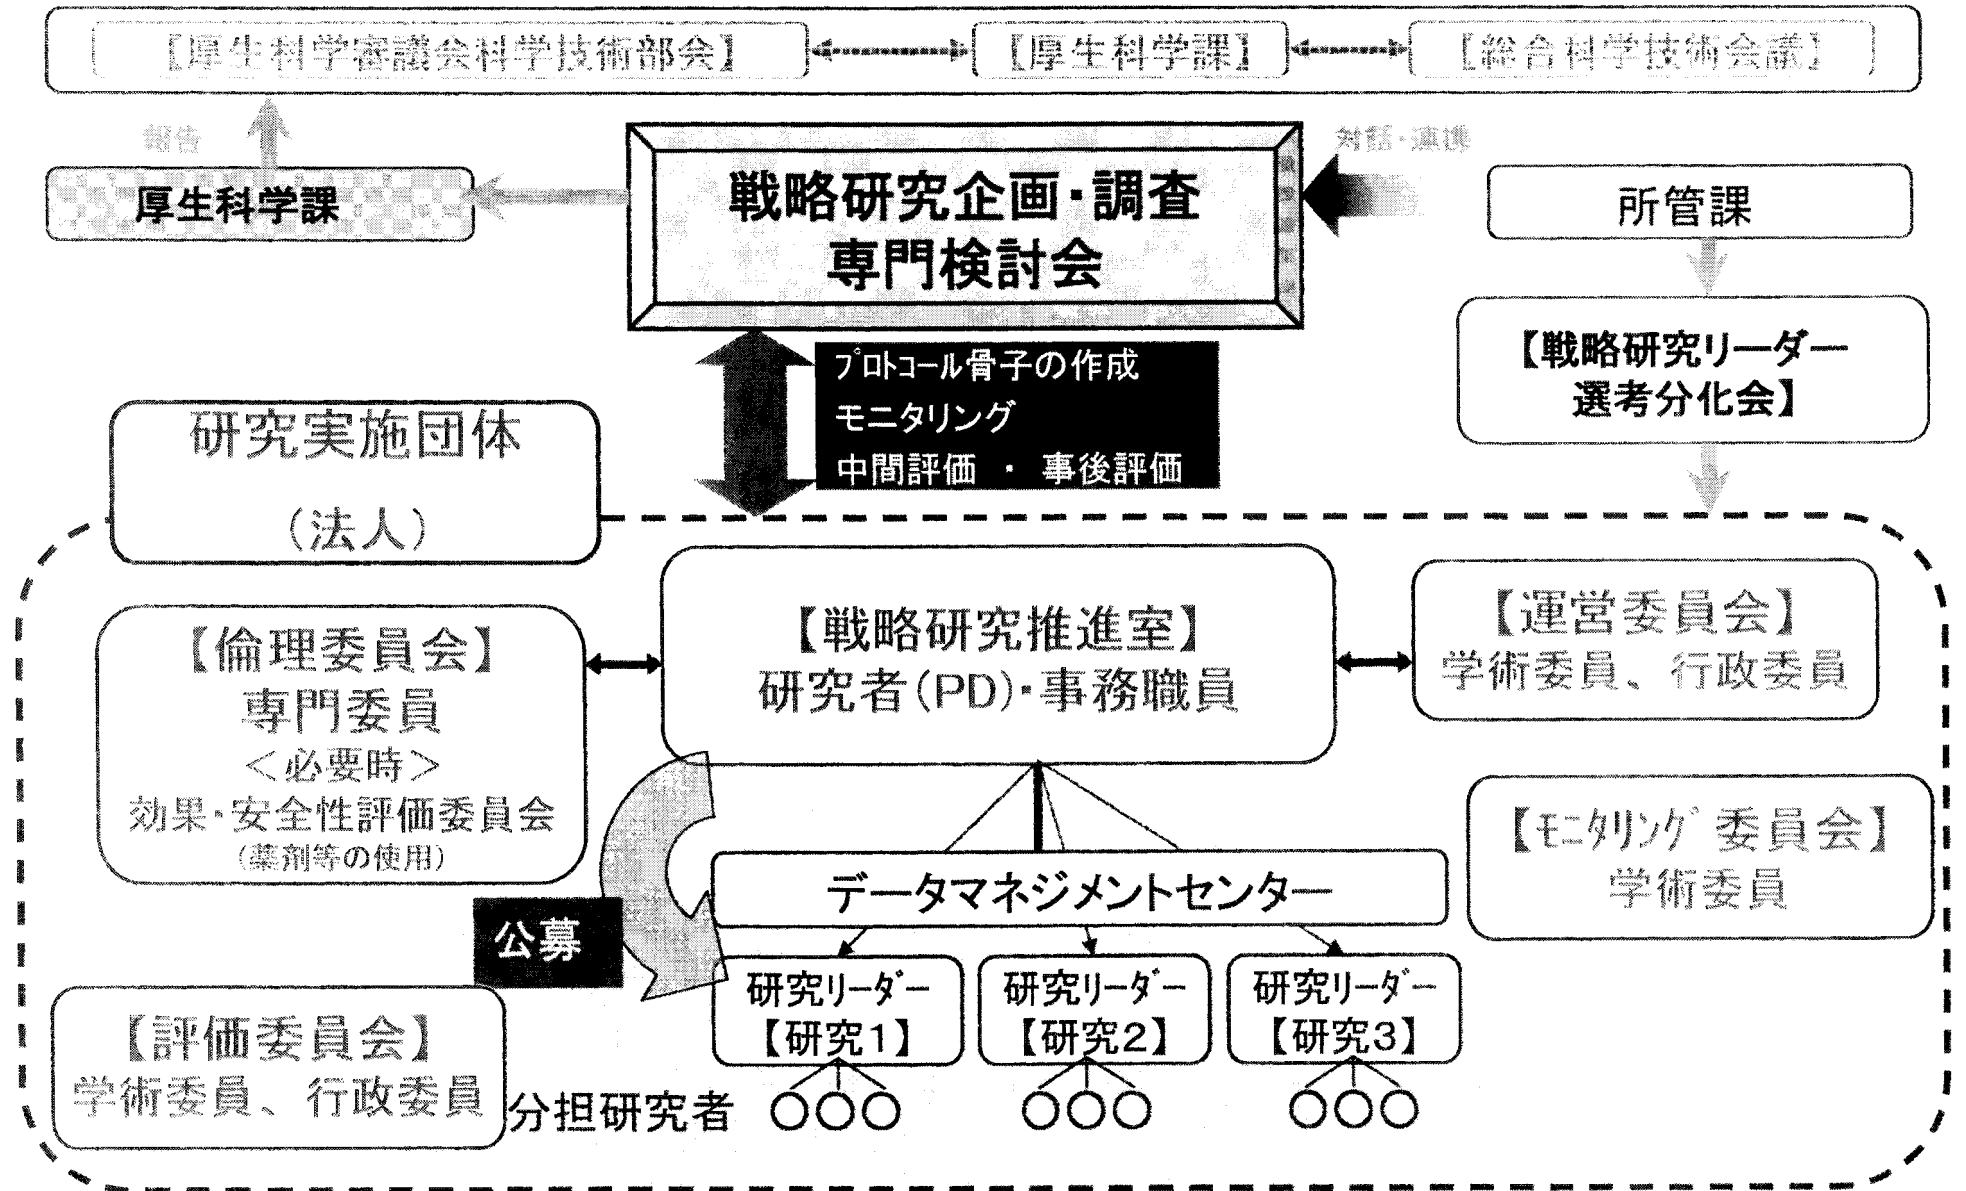 【厚生科学審議会科学技術部会】
【厚生科学課】
【総合科学技術会議】
報告
対話・連携
厚生科学課
戦略研究企画・調査
専門検討会
所管課
【戦略研究リーダー
選考分化会】
プロトコール骨子の作成
モニタリング
中間評価 ・ 事後評価
研究実施団体
(法人)
【倫理委員会】
専門委員
<必要時>
効果・安全性評価委員会
(薬剤等の使用)
【戦略研究推進室】
研究者(PD)・事務職員
【運営委員会】
学術委員、行政委員
【モニタリング委員会】
学術委員
データマネジメントセンター
公募
研究リーダー
【研究1】
研究リーダー
【研究2】
研究リーダー
【研究3】
【評価委員会】
学術委員、行政委員
分担研究者